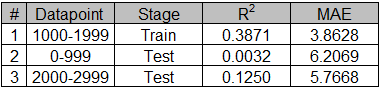 # Datapoint Stage R² MAE
1 1000-1999 Train 0.3871 3.8628
2 0-999 Test 0.0032 6.2069
3 2000-2999 Test 0.1250 5.7668